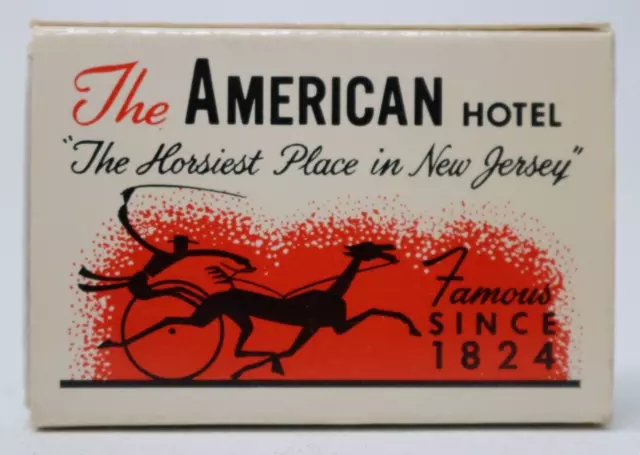 The AMERICAN HOTEL
"The Horsiest Place in New Jersey"
Famous
SINCE
1824